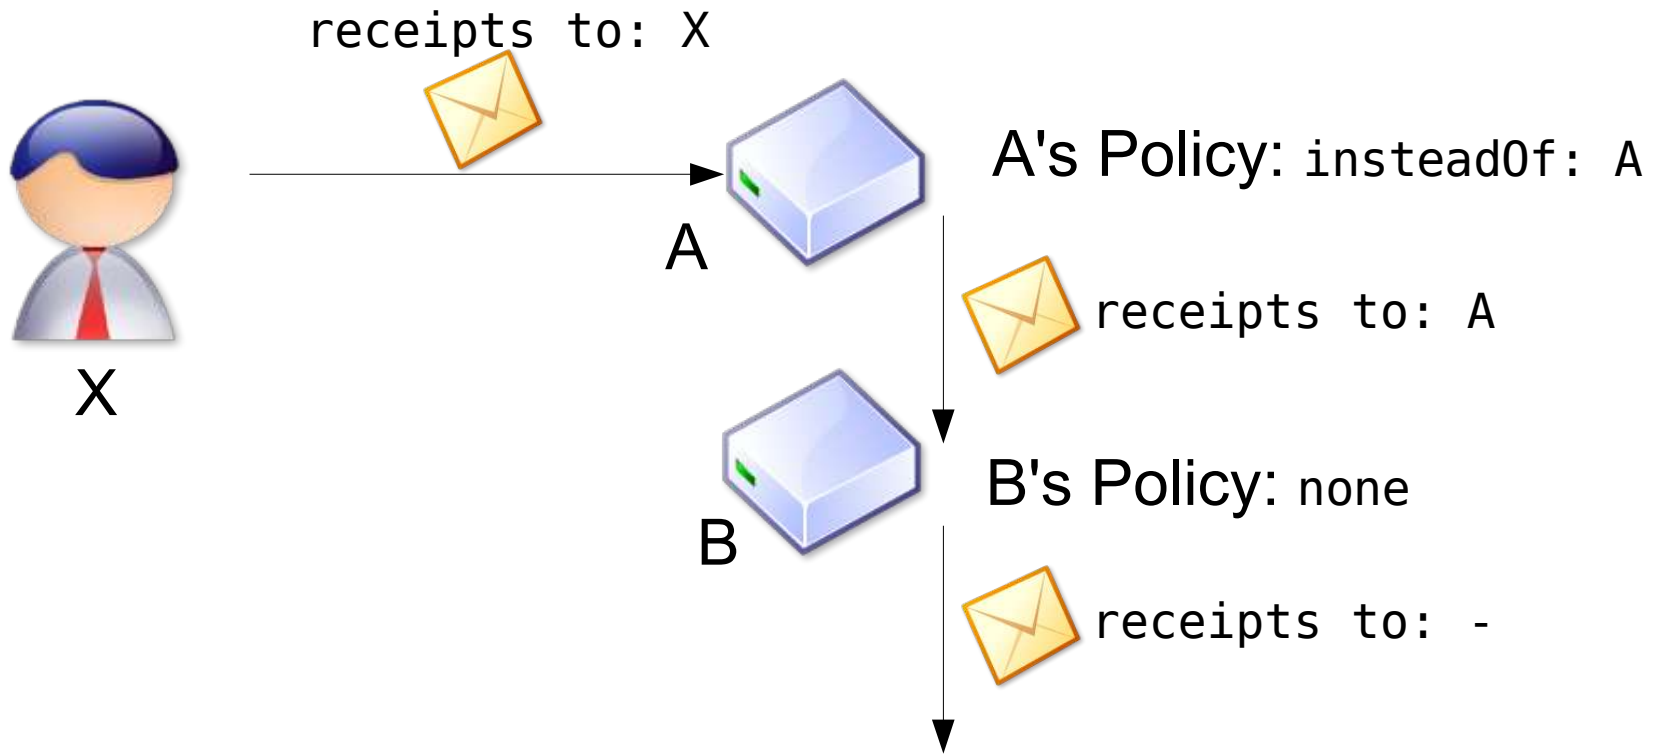 receipts to: X
A's Policy: insteadOf: A
A
receipts to: A
X
B's Policy: none
B
receipts to: -